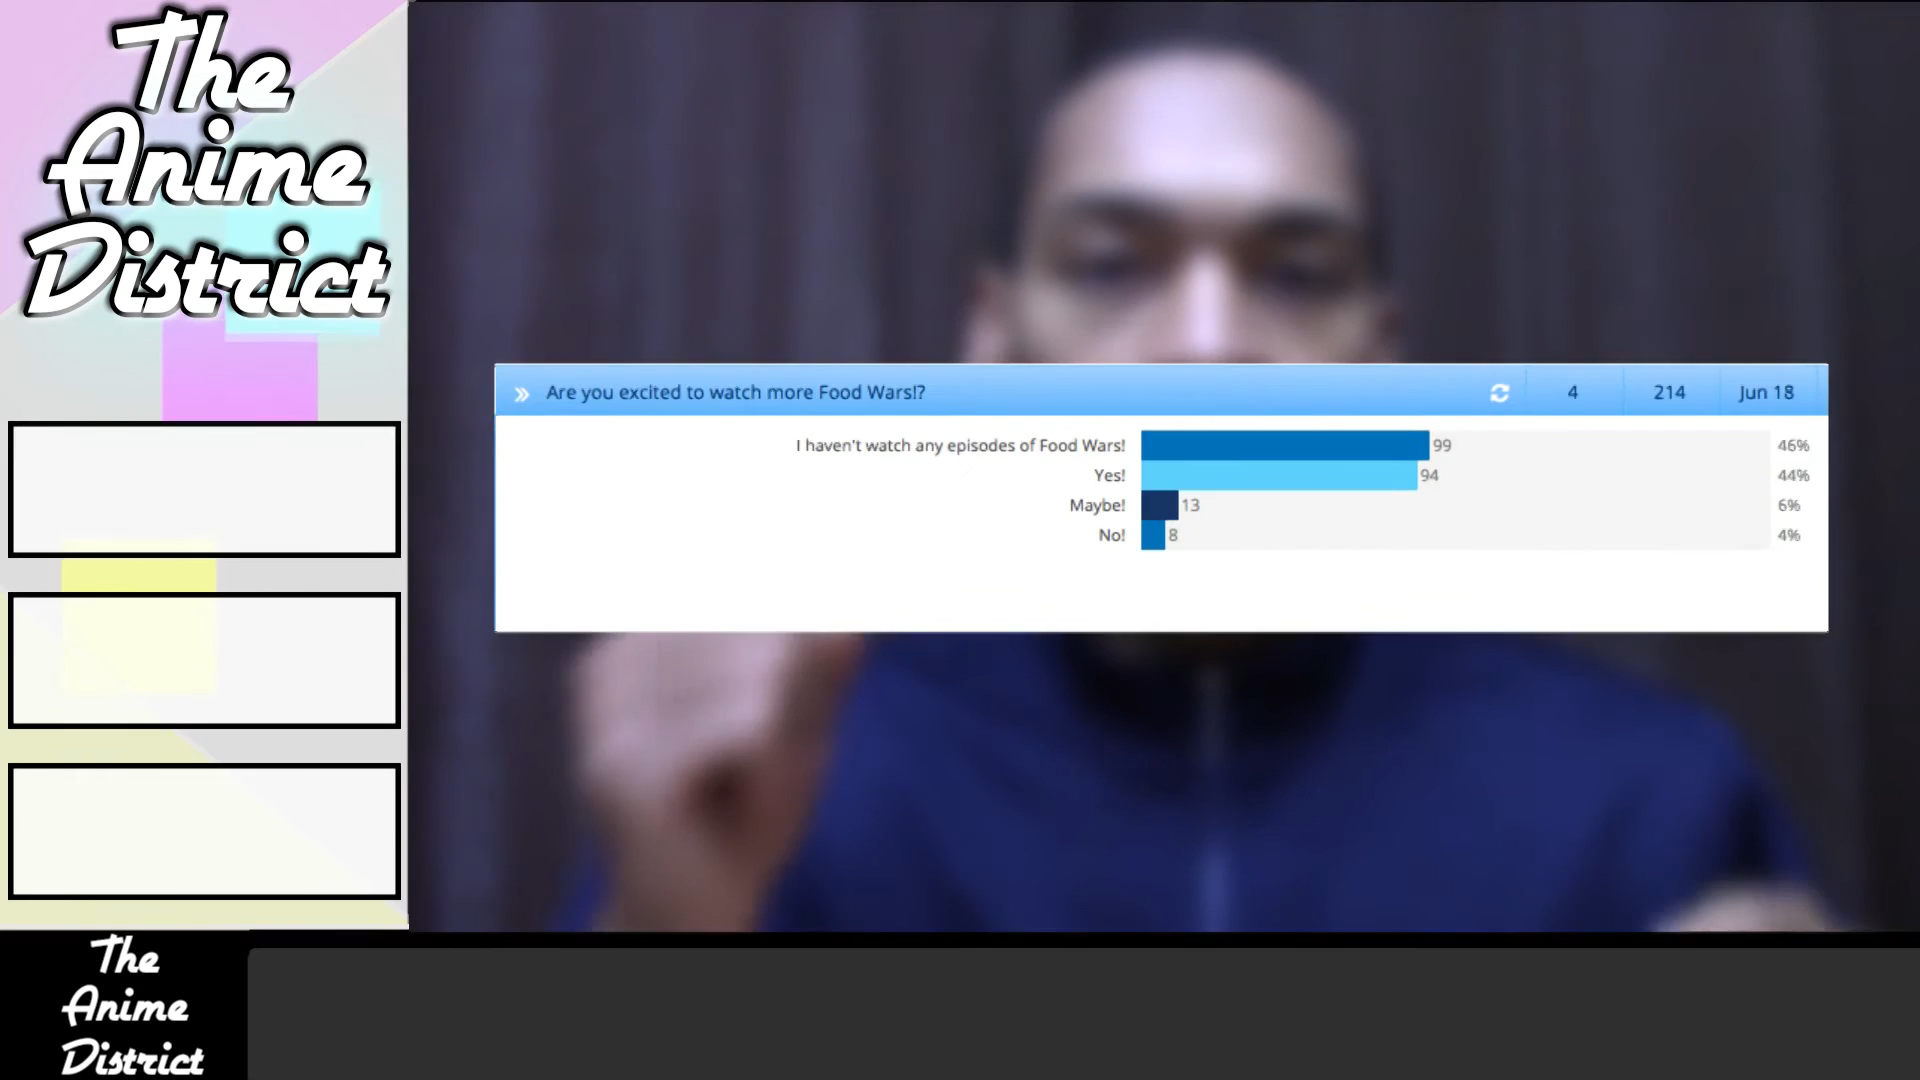 The
Anime
District
Are you excited to watch more Food Wars!? 4 214 Jun 18
I haven't watch any episodes of Food Wars! 99 46%
Yes! 94 44%
Maybe! 13 6%
No! 8 4%
The
Anime
District